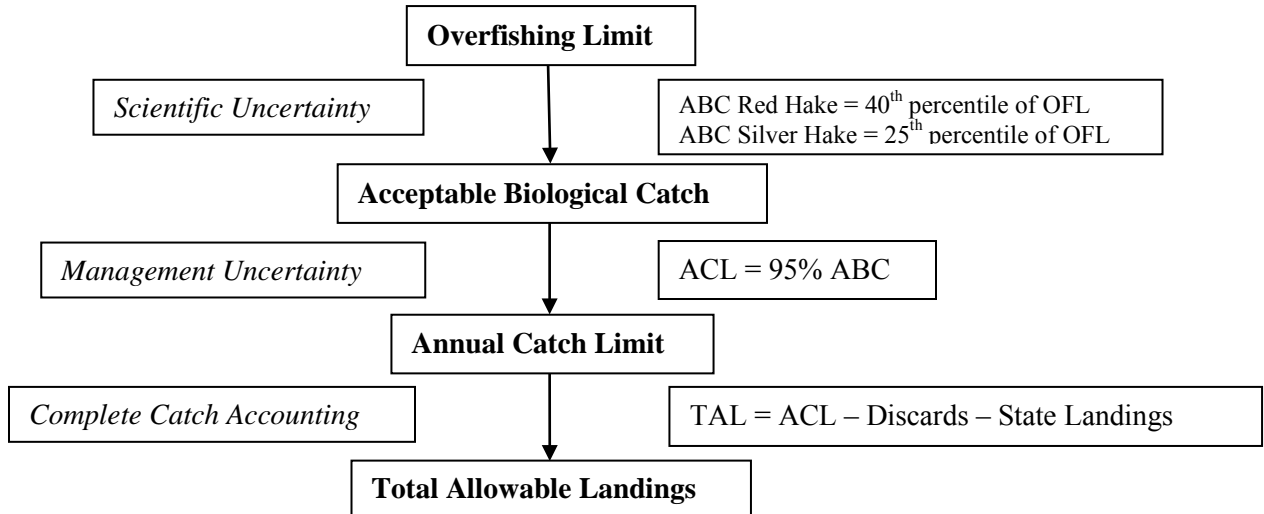 Overfishing Limit
Scientific Uncertainty
ABC Red Hake = 40th percentile of OFL
ABC Silver Hake = 25th percentile of OFL
Acceptable Biological Catch
Management Uncertainty
ACL = 95% ABC
Annual Catch Limit
Complete Catch Accounting
TAL = ACL – Discards – State Landings
Total Allowable Landings